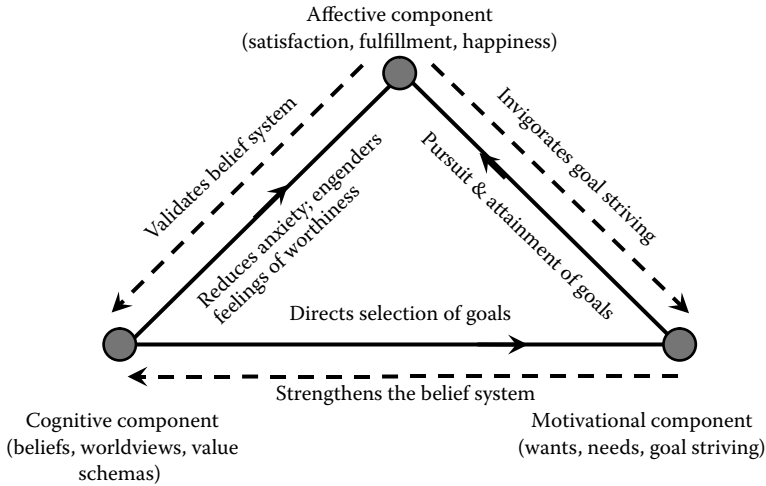 Affective component
(satisfaction, fulfillment, happiness)
Validates belief system
Reduces anxiety; engenders
feelings of worthiness
Pursuit & attainment of goals
Invigorates goal striving
Directs selection of goals
Strengthens the belief system
Cognitive component
(beliefs, worldviews, value
schemas)
Motivational component
(wants, needs, goal striving)